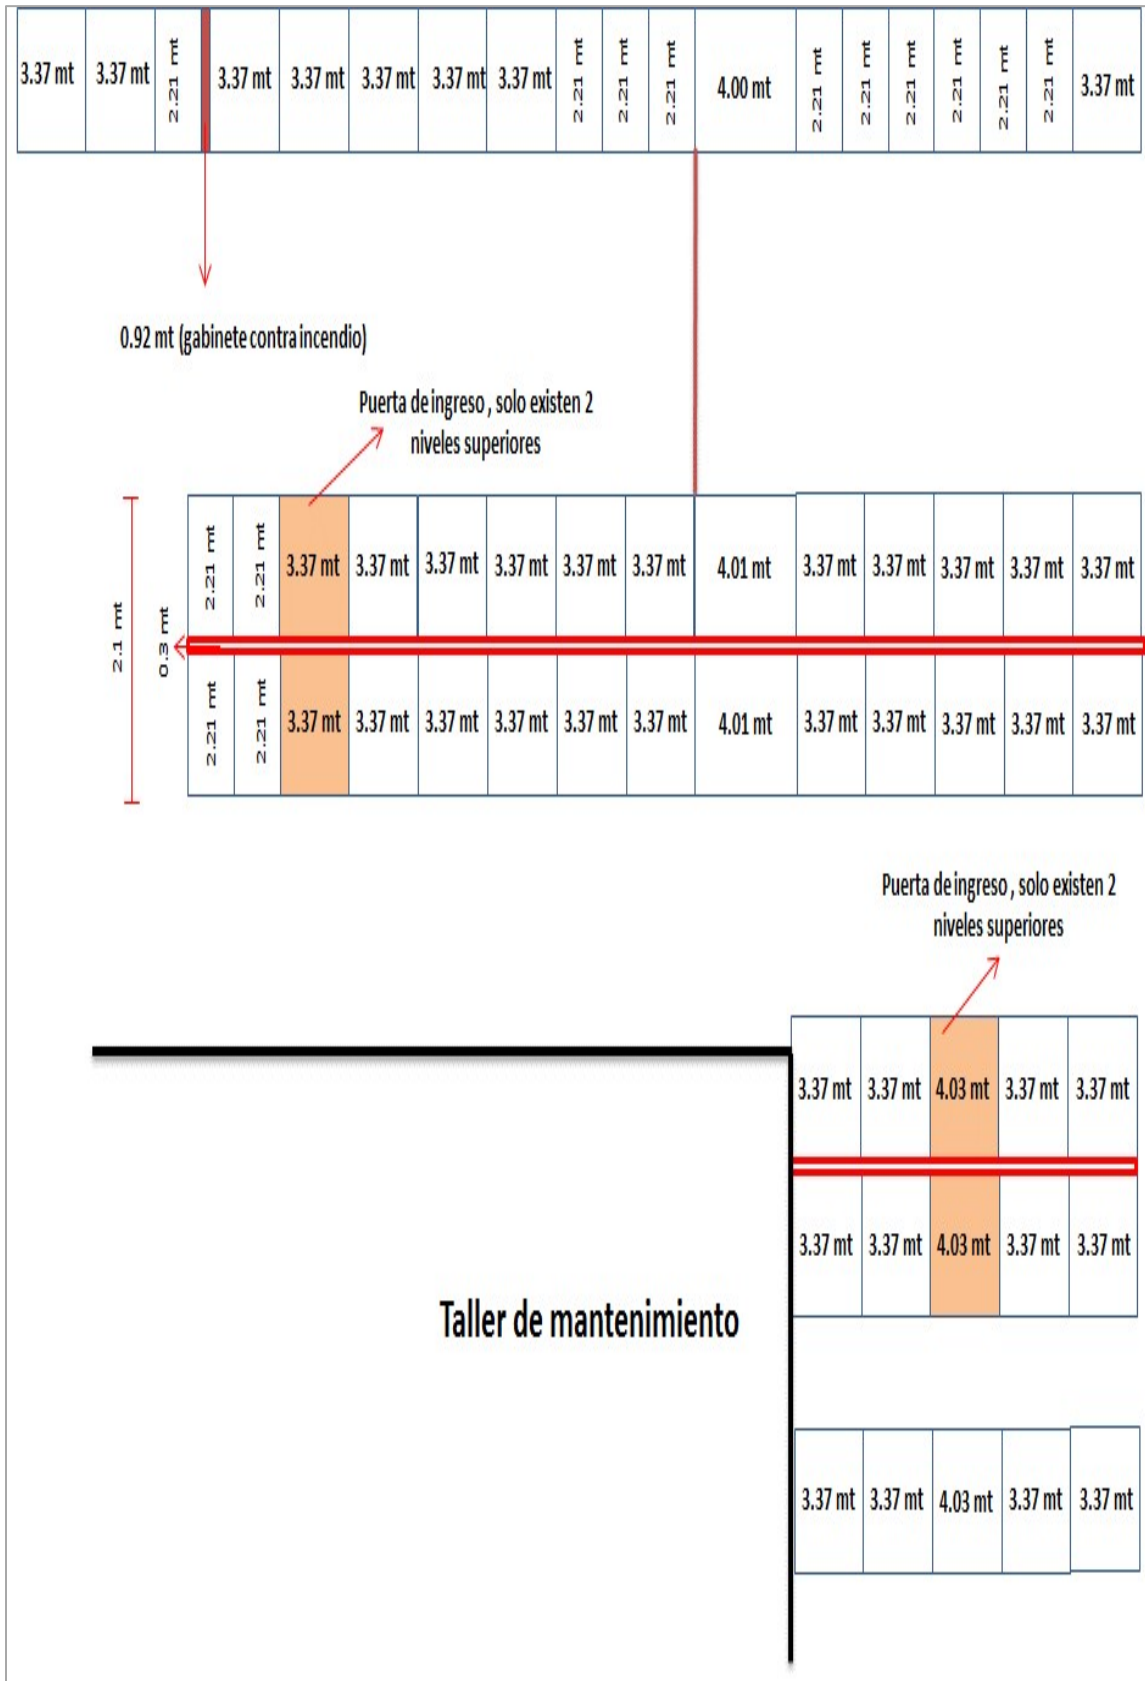 3.37 mt 3.37 mt 2.21 mt 3.37 mt 3.37 mt 3.37 mt 3.37 mt 3.37 mt 2.21 mt 2.21 mt 2.21 mt 4.00 mt 2.21 mt 2.21 mt 2.21 mt 2.21 mt 2.21 mt 2.21 mt 3.37 mt
0.92 mt (gabinete contra incendio)
Puerta de ingreso , solo existen 2
niveles superiores
2.21 mt 2.21 mt 3.37 mt 3.37 mt 3.37 mt 3.37 mt 3.37 mt 3.37 mt 4.01 mt 3.37 mt 3.37 mt 3.37 mt 3.37 mt 3.37 mt
2.1 mt
0.3 mt
2.21 mt 2.21 mt 3.37 mt 3.37 mt 3.37 mt 3.37 mt 3.37 mt 3.37 mt 4.01 mt 3.37 mt 3.37 mt 3.37 mt 3.37 mt 3.37 mt
Puerta de ingreso , solo existen 2
niveles superiores
3.37 mt 3.37 mt 4.03 mt 3.37 mt 3.37 mt
3.37 mt 3.37 mt 4.03 mt 3.37 mt 3.37 mt
Taller de mantenimiento
3.37 mt 3.37 mt 4.03 mt 3.37 mt 3.37 mt